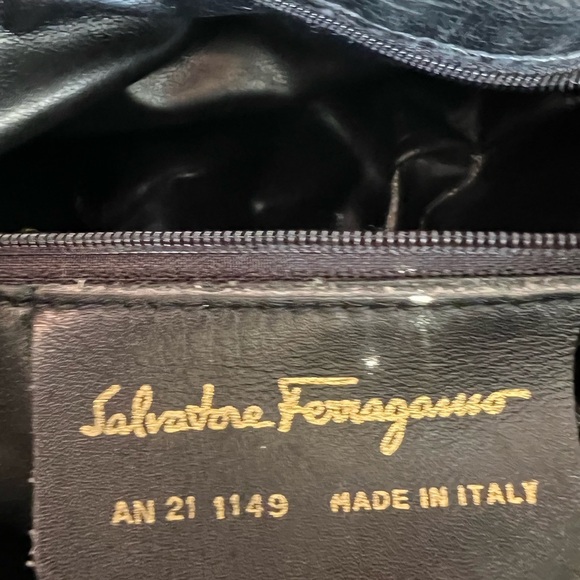 Salvatore Ferragamo
AN 21 1149 MADE IN ITALY